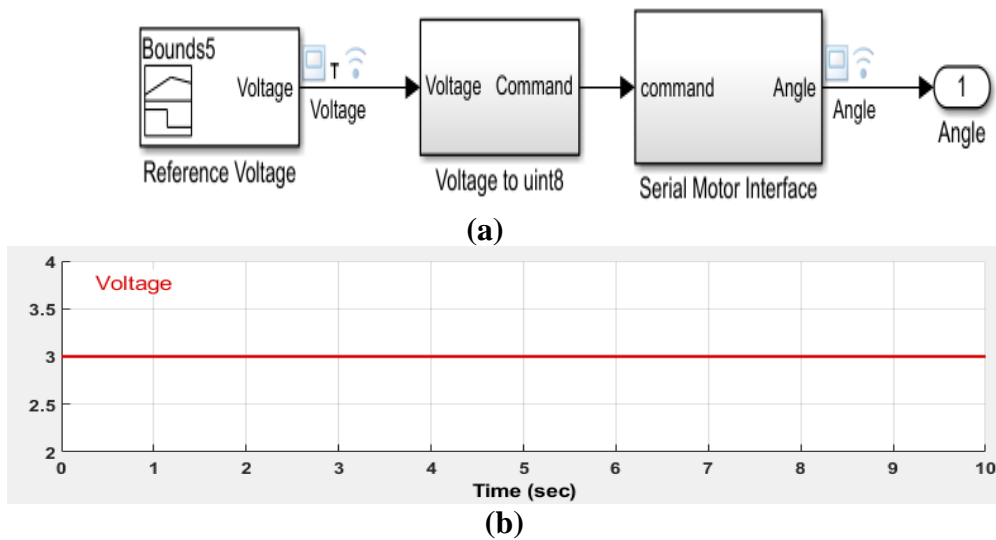 Bounds5
Voltage
T
Voltage
Reference Voltage
Voltage Command
Voltage to uint8
command Angle
Serial Motor Interface
Angle
1
Angle
(a)
Voltage
4
3.5
3
2.5
2
0 1 2 3 4 5 6 7 8 9 10
Time (sec)
(b)